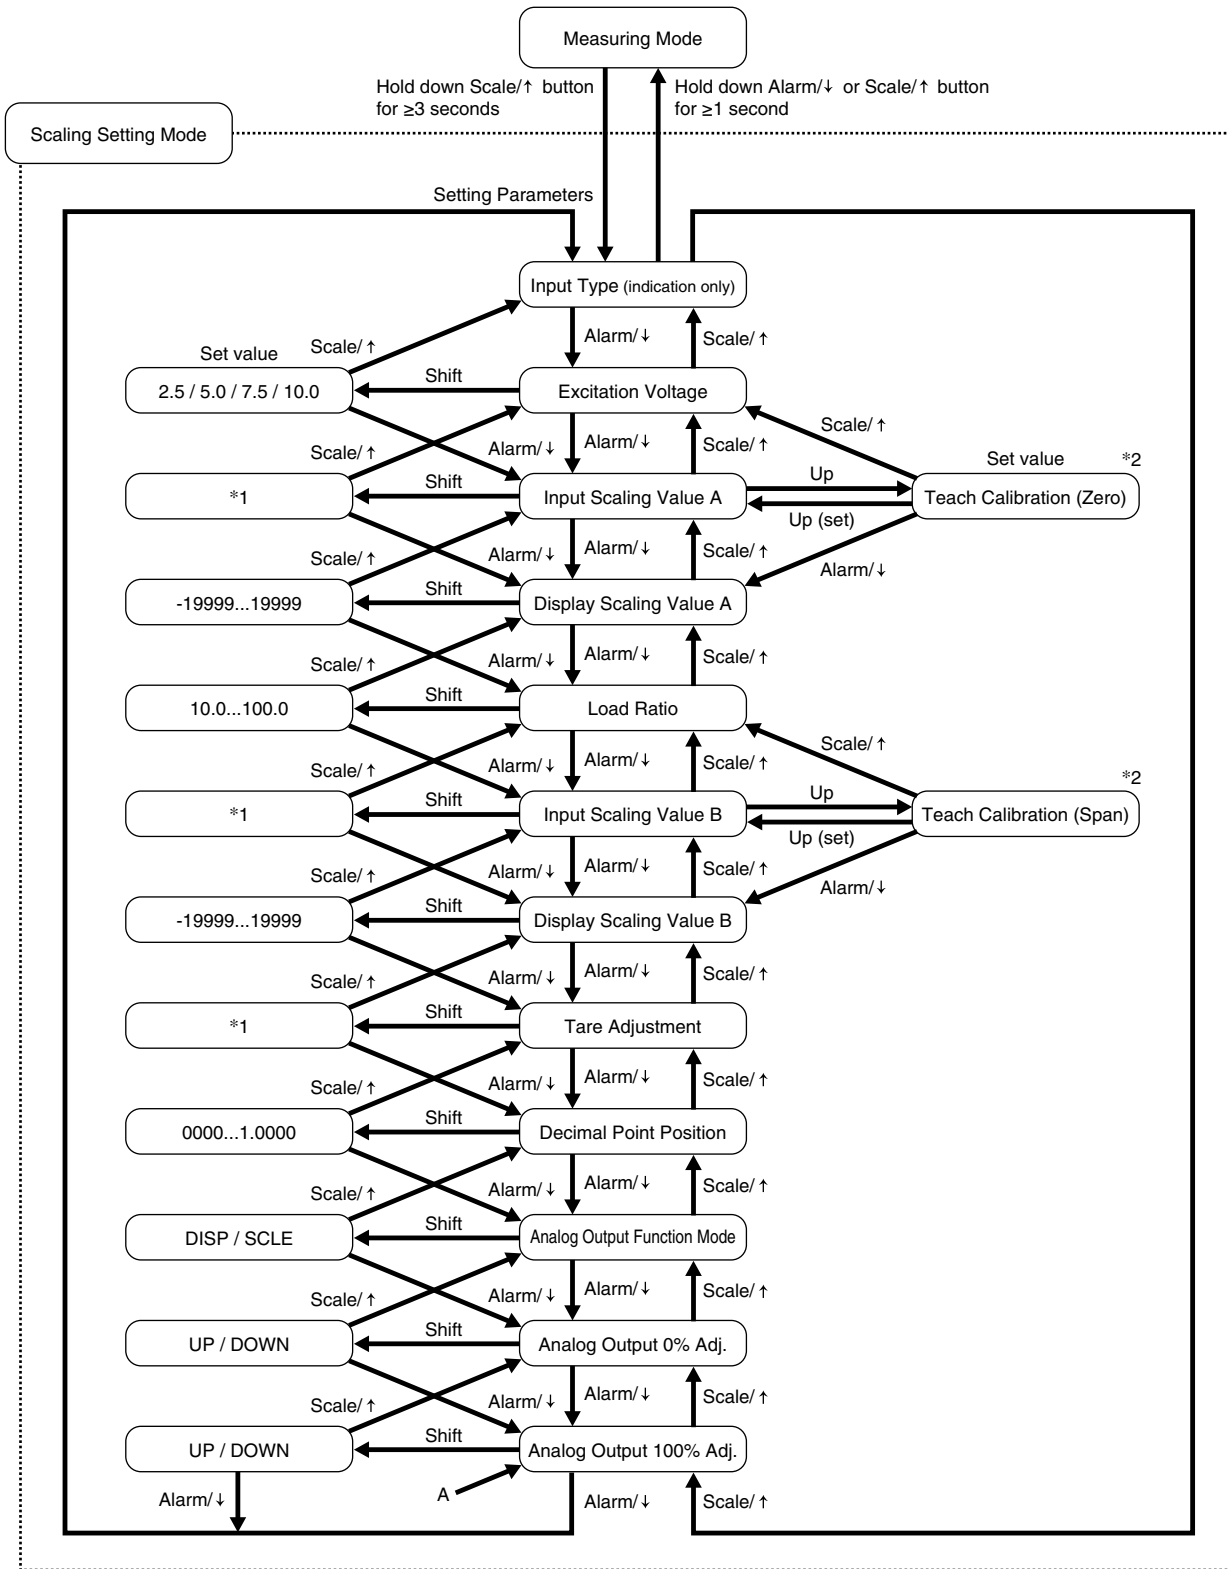 Measuring Mode
Hold down Scale/↑ button
for ≥3 seconds
Hold down Alarm/↓ or Scale/↑ button
for ≥1 second
Scaling Setting Mode
Setting Parameters
Input Type (indication only)
Scale/↑
Alarm/↓
Scale/↑
Set value
2.5 / 5.0 / 7.5 / 10.0
Shift
Excitation Voltage
Scale/↑
Alarm/↓
Alarm/↓
Scale/↑
Scale/↑
Set value
*2
*1
Shift
Input Scaling Value A
Up
Up (set)
Teach Calibration (Zero)
Scale/↑
Alarm/↓
Alarm/↓
Scale/↑
Alarm/↓
-19999...19999
Shift
Display Scaling Value A
Scale/↑
Alarm/↓
Alarm/↓
Scale/↑
10.0...100.0
Shift
Load Ratio
Scale/↑
Alarm/↓
Alarm/↓
Scale/↑
Scale/↑
*2
*1
Shift
Input Scaling Value B
Up
Up (set)
Teach Calibration (Span)
Scale/↑
Alarm/↓
Alarm/↓
Scale/↑
Alarm/↓
-19999...19999
Shift
Display Scaling Value B
Scale/↑
Alarm/↓
Alarm/↓
Scale/↑
*1
Shift
Tare Adjustment
Scale/↑
Alarm/↓
Alarm/↓
Scale/↑
0000...1.0000
Shift
Decimal Point Position
Scale/↑
Alarm/↓
Alarm/↓
Scale/↑
DISP / SCLE
Shift
Analog Output Function Mode
Scale/↑
Alarm/↓
Alarm/↓
Scale/↑
UP / DOWN
Shift
Analog Output 0% Adj.
Scale/↑
Alarm/↓
Alarm/↓
Scale/↑
UP / DOWN
Shift
Analog Output 100% Adj.
Alarm/↓
A
Alarm/↓
Scale/↑